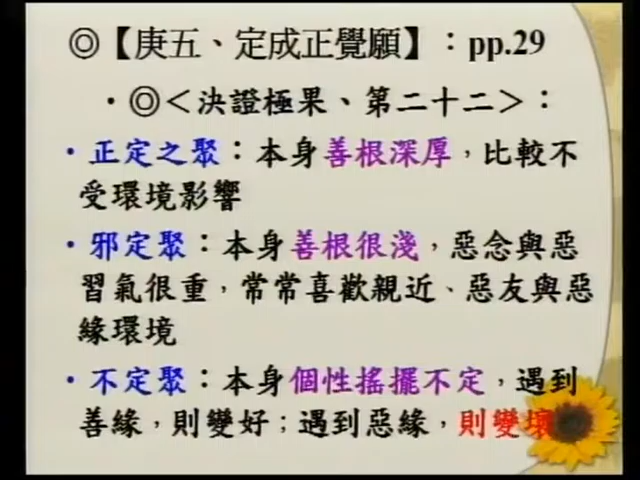 ◎【庚五、定成正覺願】：pp.29
·◎＜決證極果、第二十二＞：
·正定之聚：本身善根深厚，比較不
受環境影響
·邪定聚：本身善根很淺，惡念與惡
習氣很重，常常喜歡親近、惡友與惡
緣環境
·不定聚：本身個性搖擺不定，遇到
善緣，則變好；遇到惡緣，則變壞